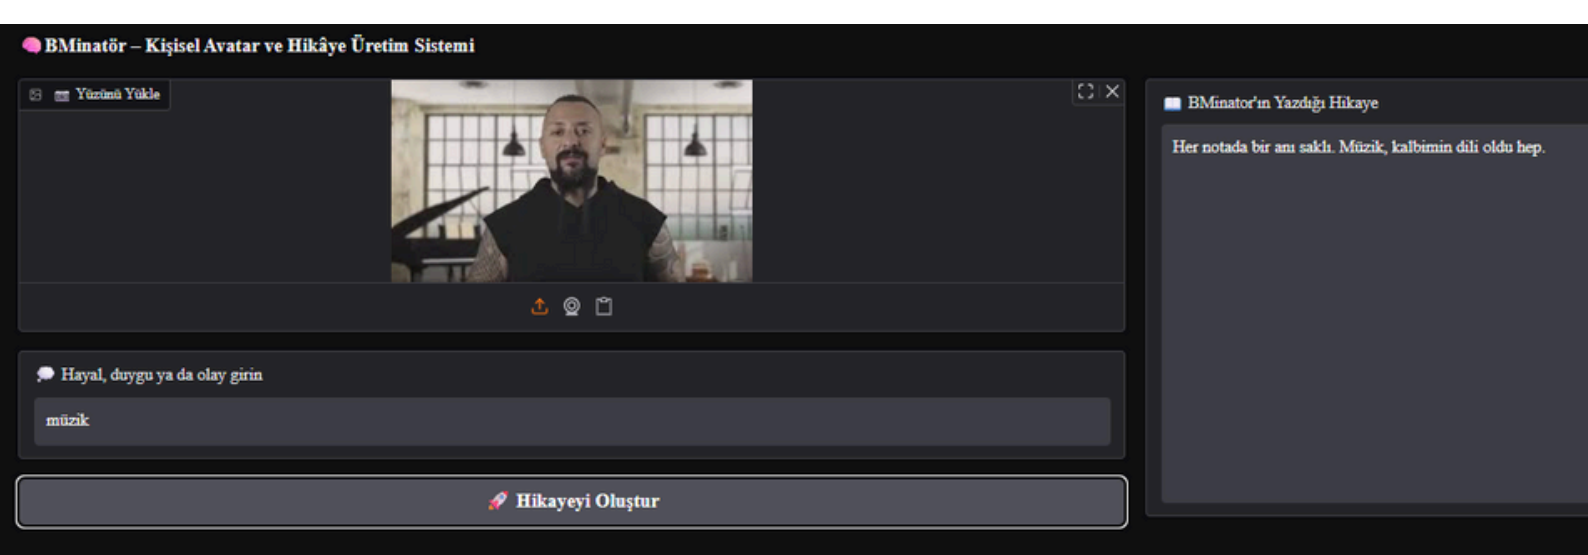 🧠 BMinatör – Kişisel Avatar ve Hikâye Üretim Sistemi
📷 Yüzünü Yükle
💭 Hayal, duygu ya da olay girin
müzik
🚀 Hikayeyi Oluştur
📖 BMinator'ın Yazdığı Hikaye
Her notada bir anı saklı. Müzik, kalbimin dili oldu hep.